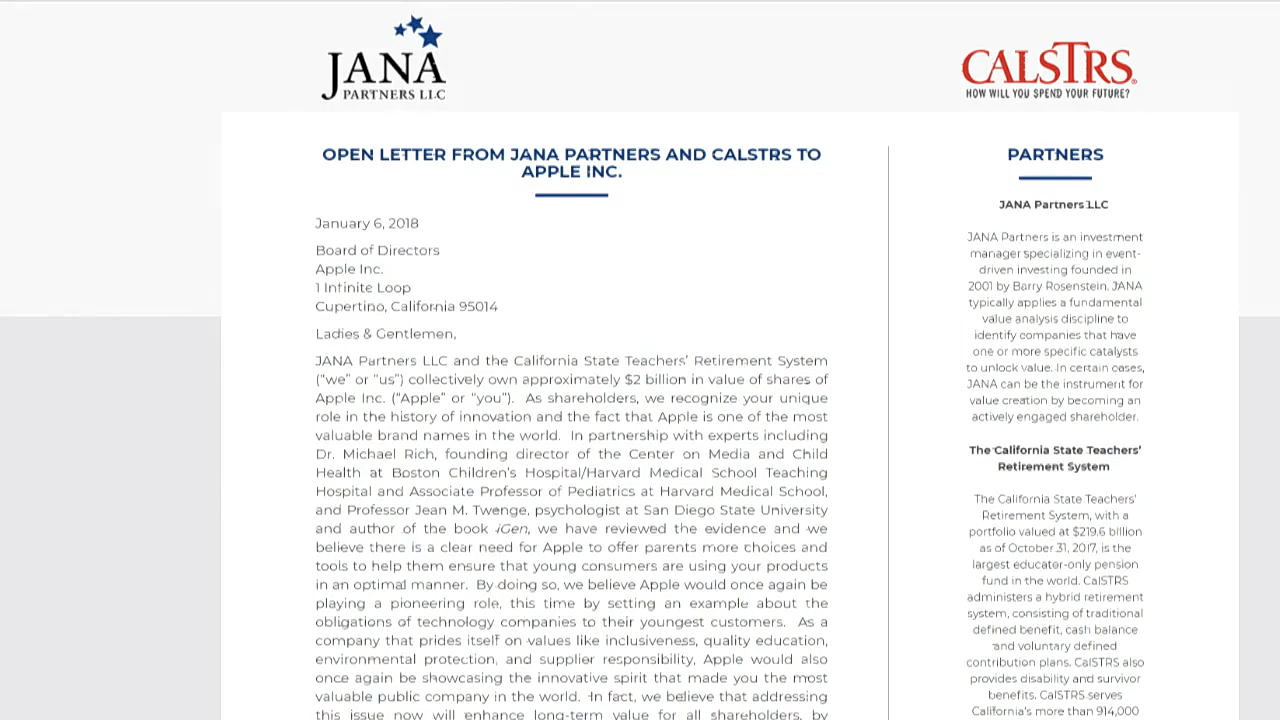 JANA
PARTNERS LLC
CALSTRS®
HOW WILL YOU SPEND YOUR FUTURE?
OPEN LETTER FROM JANA PARTNERS AND CALSTRS TO
APPLE INC.
January 6, 2018
Board of Directors
Apple Inc.
1 Infinite Loop
Cupertino, California 95014
Ladies & Gentlemen,
JANA Partners LLC and the California State Teachers' Retirement System
("we" or "us") collectively own approximately $2 billion in value of shares of
Apple Inc. ("Apple" or "you"). As shareholders, we recognize your unique
role in the history of innovation and the fact that Apple is one of the most
valuable brand names in the world. In partnership with experts including
Dr. Michael Rich, founding director of the Center on Media and Child
Health at Boston Children's Hospital/Harvard Medical School Teaching
Hospital and Associate Professor of Pediatrics at Harvard Medical School,
and Professor Jean M. Twenge, psychologist at San Diego State University
and author of the book iGen, we have reviewed the evidence and we
believe there is a clear need for Apple to offer parents more choices and
tools to help them ensure that young consumers are using your products
in an optimal manner. By doing so, we believe Apple would once again be
playing a pioneering role, this time by setting an example about the
obligations of technology companies to their youngest customers. As a
company that prides itself on values like inclusiveness, quality education,
environmental protection, and supplier responsibility, Apple would also
once again be showcasing the innovative spirit that made you the most
valuable public company in the world. In fact, we believe that addressing
this issue now will enhance long-term value for all shareholders, by
PARTNERS
JANA Partners LLC
JANA Partners is an investment
manager specializing in event-
driven investing founded in
2001 by Barry Rosenstein. JANA
typically applies a fundamental
value analysis discipline to
identify companies that have
one or more specific catalysts
to unlock value. In certain cases,
JANA can be the instrument for
value creation by becoming an
actively engaged shareholder.
The California State Teachers'
Retirement System
The California State Teachers'
Retirement System, with a
portfolio valued at $219.6 billion
as of October 31, 2017, is the
largest educator-only pension
fund in the world. CalSTRS
administers a hybrid retirement
system, consisting of traditional
defined benefit, cash balance
and voluntary defined
contribution plans. CalSTRS also
provides disability and survivor
benefits. CalSTRS serves
California's more than 914,000